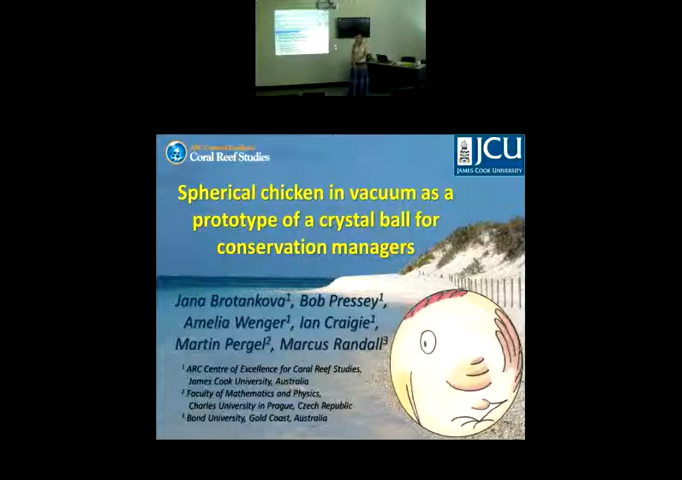 ARC Centre of Excellence
Coral Reef Studies
JCU
JAMES COOK UNIVERSITY
Spherical chicken in vacuum as a
prototype of a crystal ball for
conservation managers
Jana Brotankova¹, Bob Pressey¹,
Amelia Wenger¹, Ian Craigie¹,
Martin Pergel², Marcus Randall³
¹ ARC Centre of Excellence for Coral Reef Studies,
James Cook University, Australia
² Faculty of Mathematics and Physics,
Charles University in Prague, Czech Republic
³ Bond University, Gold Coast, Australia